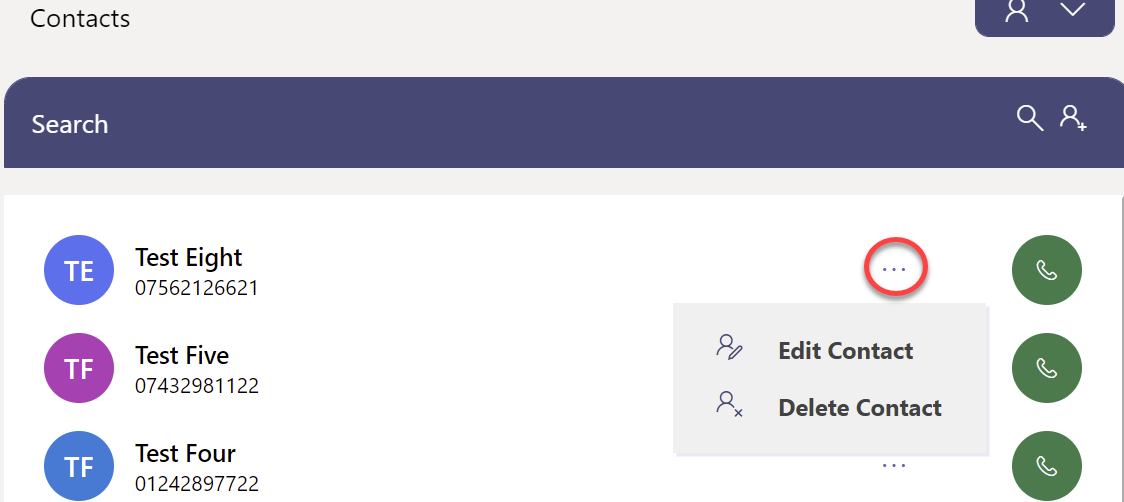 Contacts
Search
TE
Test Eight
07562126621
...
Edit Contact
Delete Contact
TF
Test Five
07432981122
TF
Test Four
01242897722
...